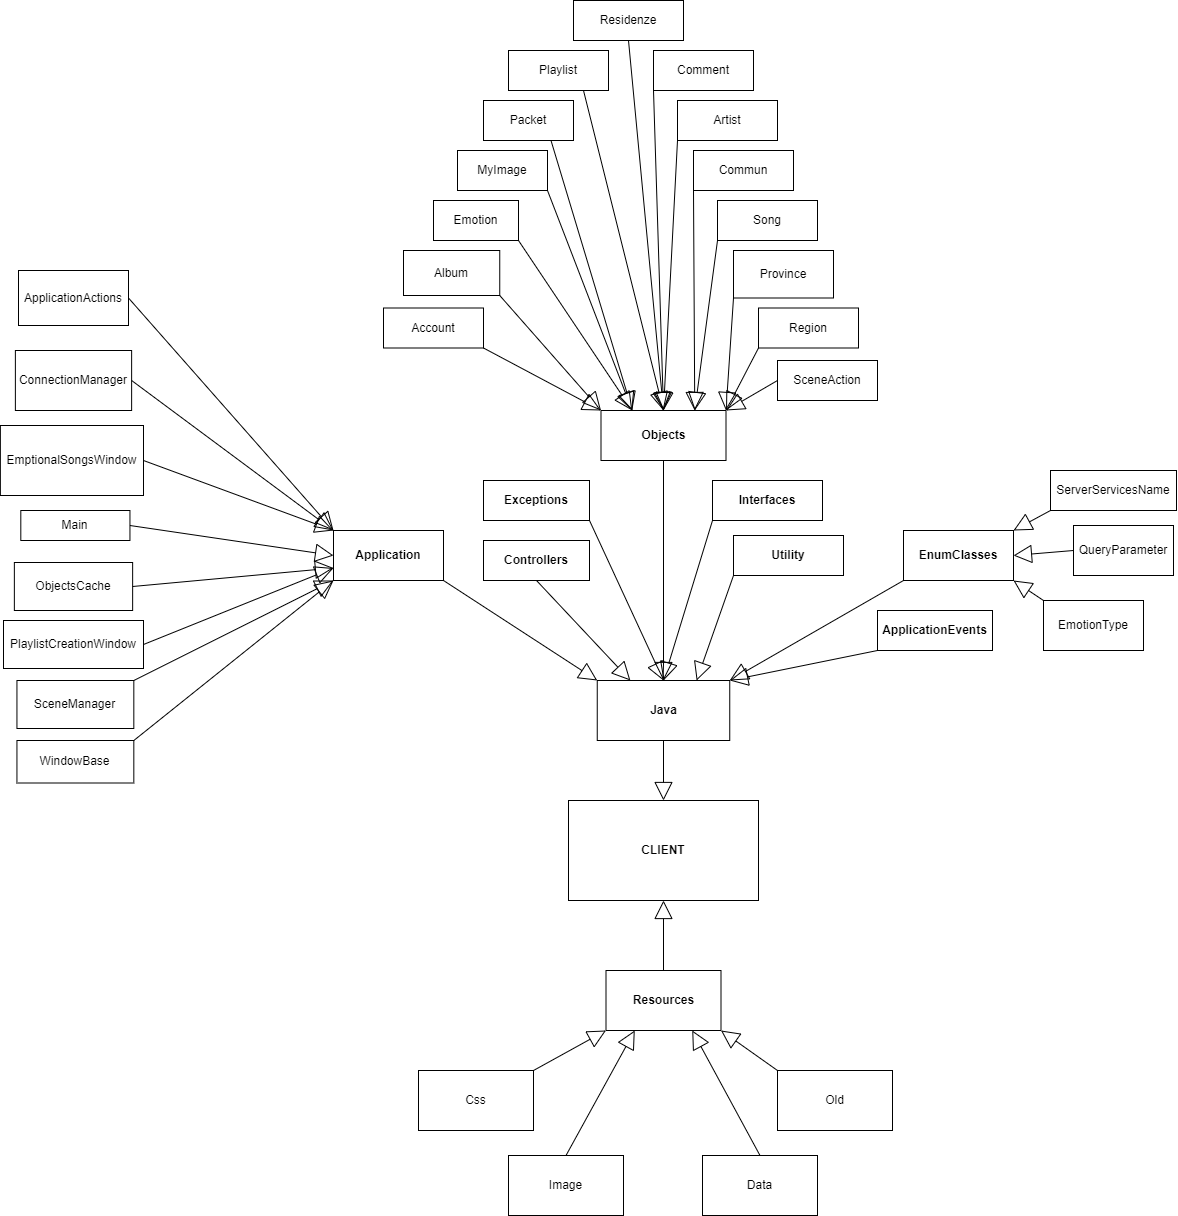 Residenze
Playlist
Comment
Packet
Artist
MyImage
Commun
Emotion
Song
Album
Province
ApplicationActions
Account
Region
ConnectionManager
SceneAction
Objects
EmptionalSongsWindow
Exceptions
Interfaces
ServerServicesName
Main
Application
Controllers
Utility
EnumClasses
QueryParameter
ObjectsCache
PlaylistCreationWindow
ApplicationEvents
EmotionType
SceneManager
Java
WindowBase
CLIENT
Resources
Css
Old
Image
Data